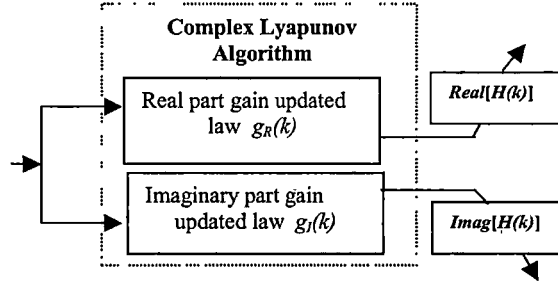 Complex Lyapunov
Algorithm
Real part gain updated
law g_R(k)
Real[H(k)]
Imaginary part gain
updated law g_I(k)
Imag[H(k)]